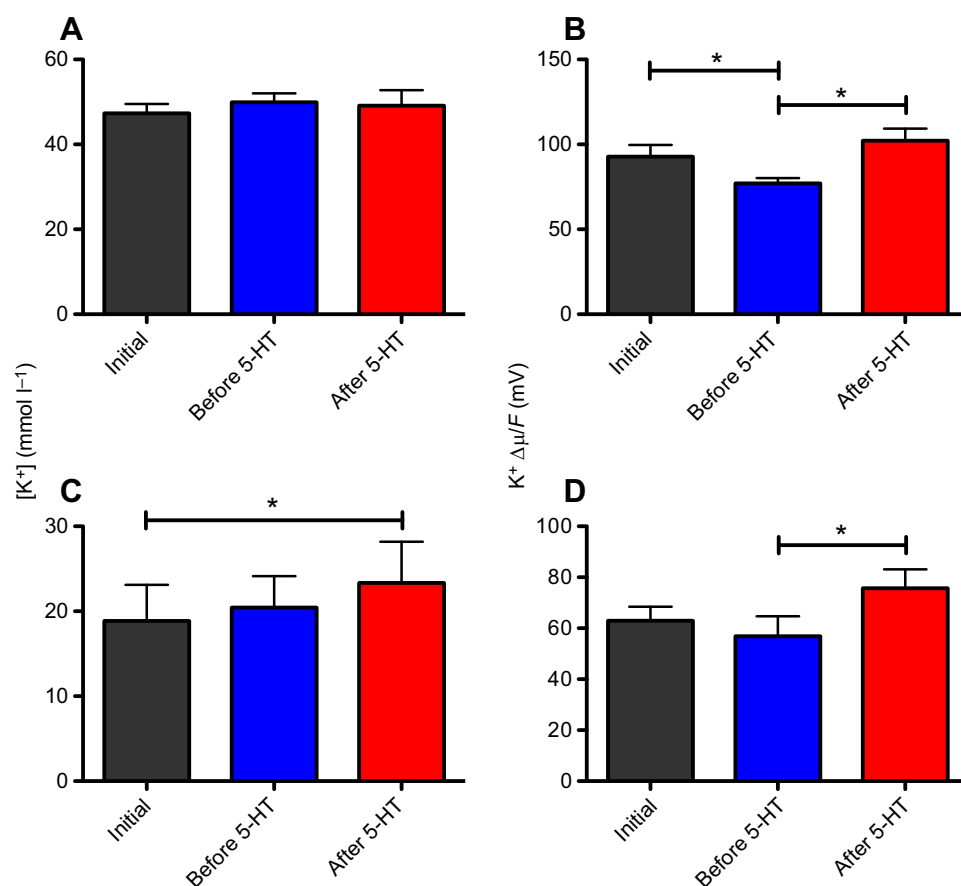 A
60
40
20
0
Initial
Before 5-HT
After 5-HT
B
150
100
50
0
*
*
Initial
Before 5-HT
After 5-HT
[K⁺] (mmol l⁻¹)
K⁺ Δμ/F (mV)
C
30
20
10
0
*
Initial
Before 5-HT
After 5-HT
D
100
80
60
40
20
0
*
Initial
Before 5-HT
After 5-HT